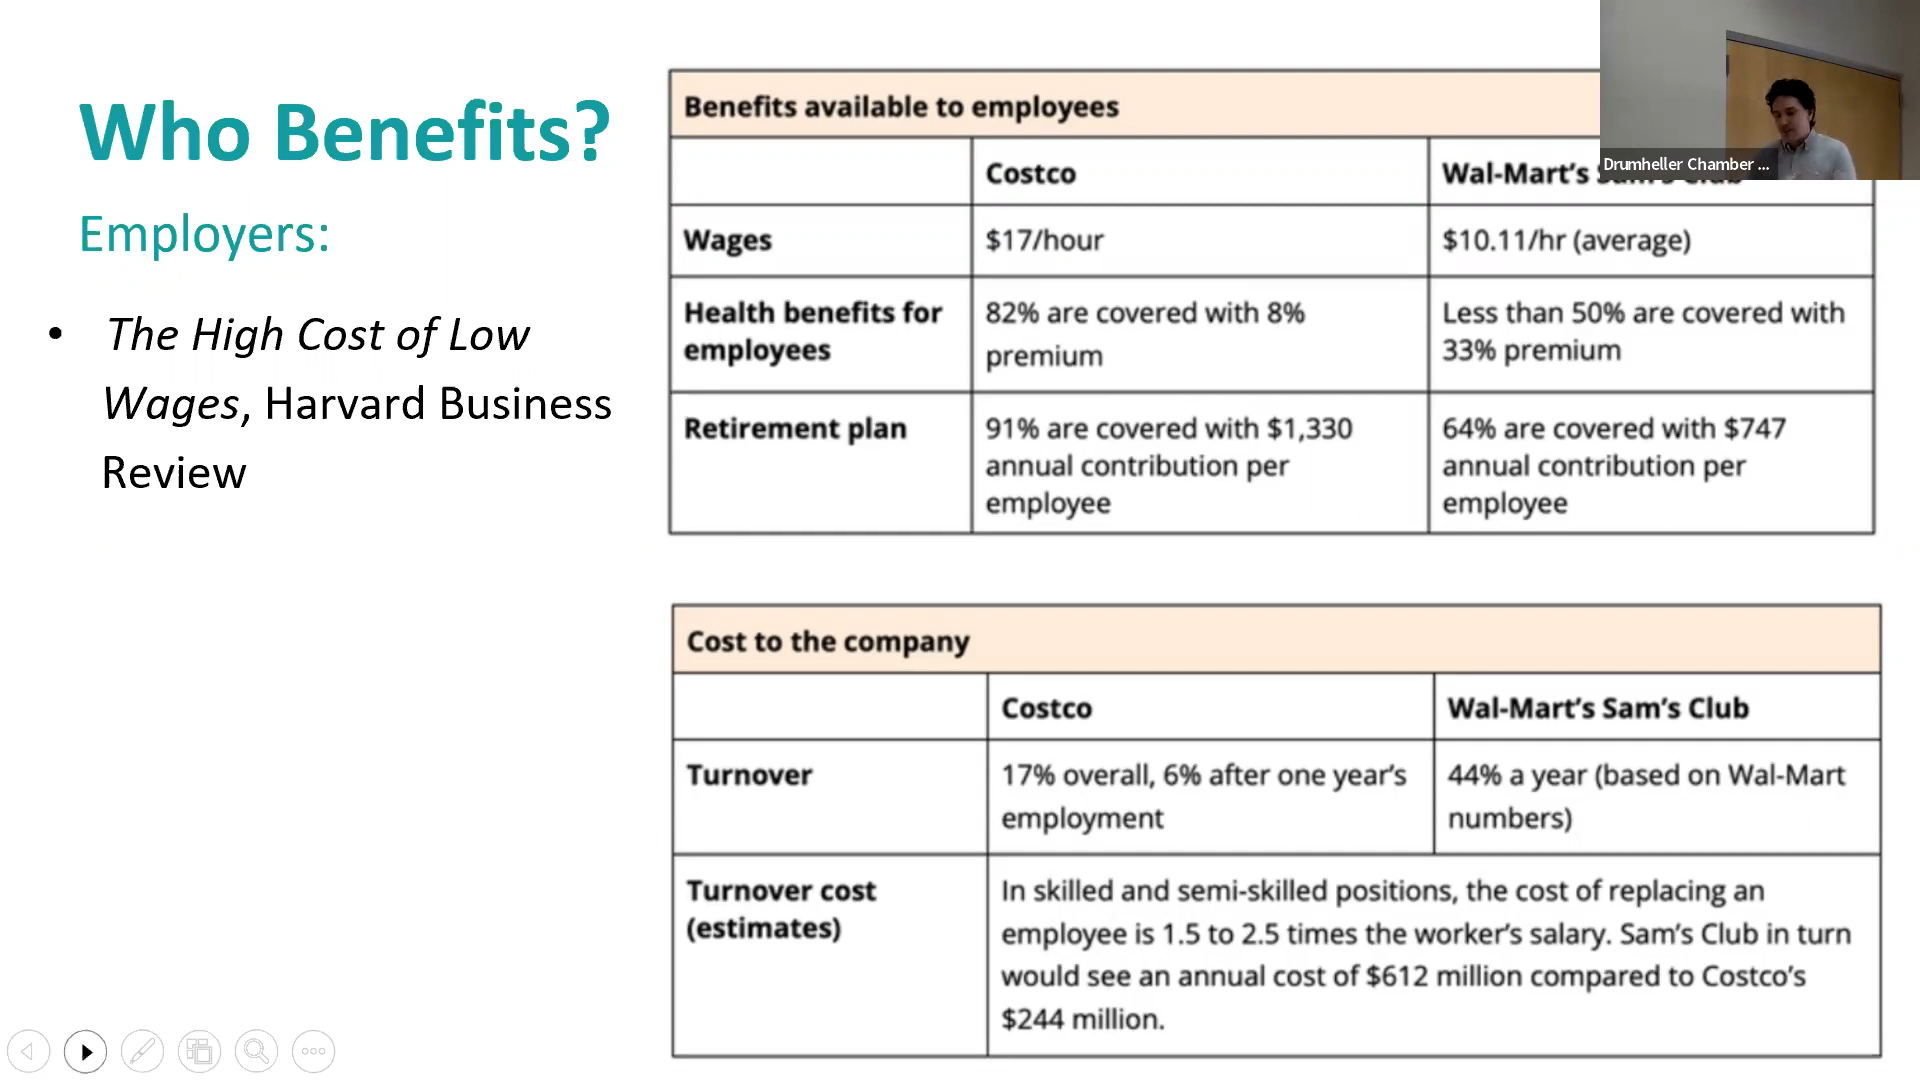 Who Benefits?
Employers:
• The High Cost of Low
Wages, Harvard Business
Review
Benefits available to employees
Costco
Wal-Mart's
Wages
$17/hour
$10.11/hr (average)
Health benefits for
employees
82% are covered with 8%
premium
Less than 50% are covered with
33% premium
Retirement plan
91% are covered with $1,330
annual contribution per
employee
64% are covered with $747
annual contribution per
employee
Cost to the company
Costco
Wal-Mart's Sam's Club
Turnover
17% overall, 6% after one year's
employment
44% a year (based on Wal-Mart
numbers)
Turnover cost
(estimates)
In skilled and semi-skilled positions, the cost of replacing an
employee is 1.5 to 2.5 times the worker's salary. Sam's Club in turn
would see an annual cost of $612 million compared to Costco's
$244 million.
Drumheller Chamber ...